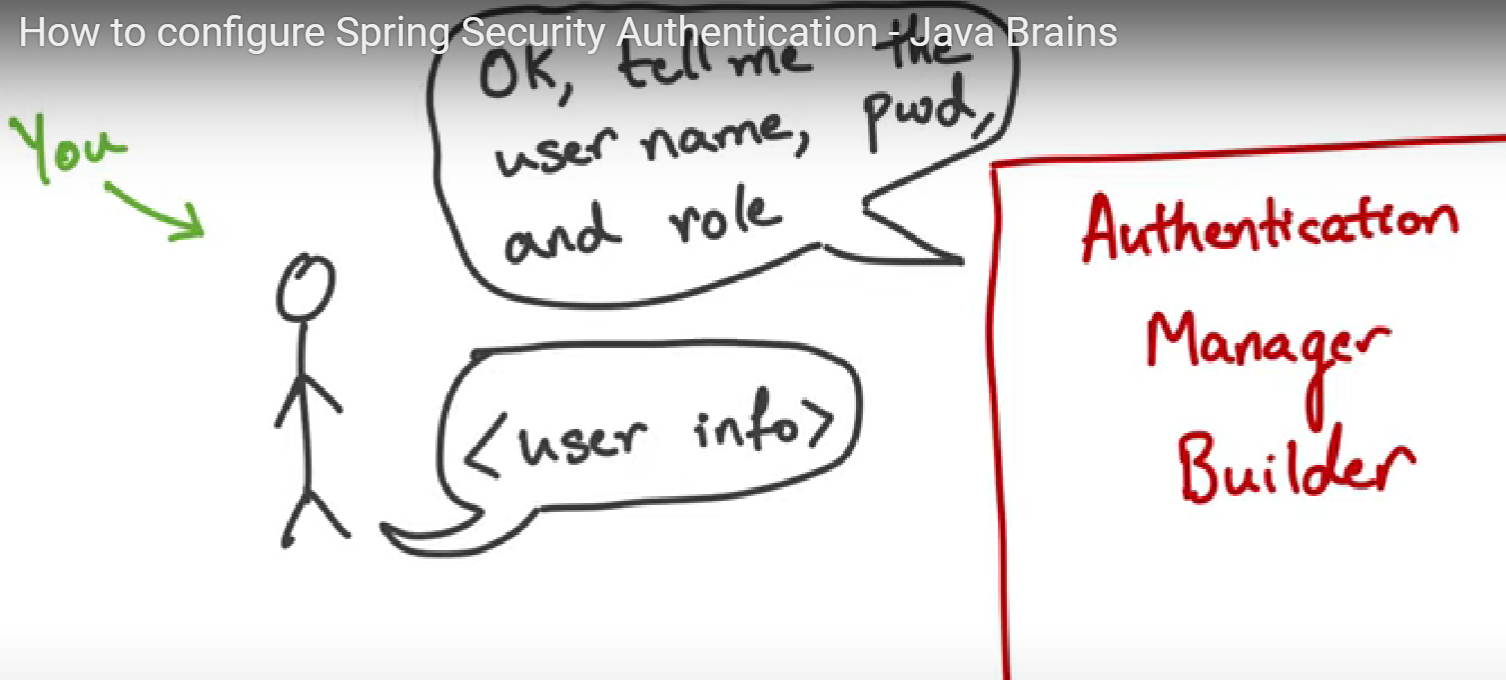 How to configure Spring Security Authentication - Java Brains
OK, tell me the
user name, pwd,
and role
You
<user info>
Authentication
Manager
Builder